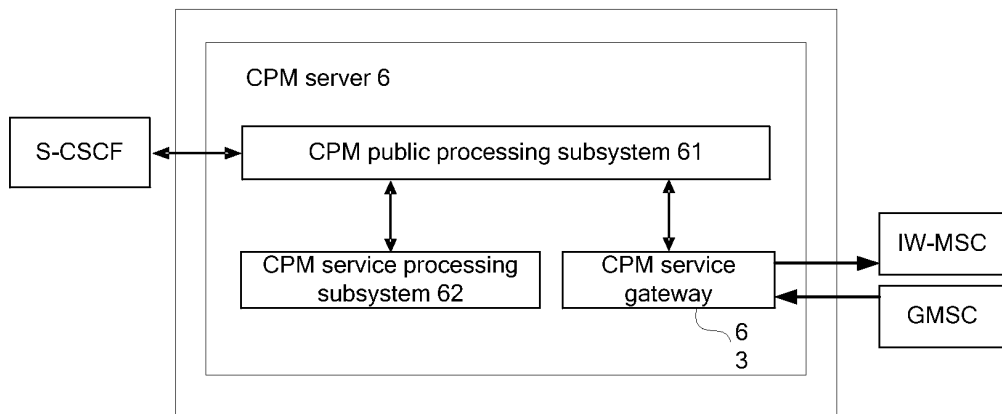 CPM server 6
S-CSCF
CPM public processing subsystem 61
CPM service processing
subsystem 62
CPM service
gateway
6
3
IW-MSC
GMSC